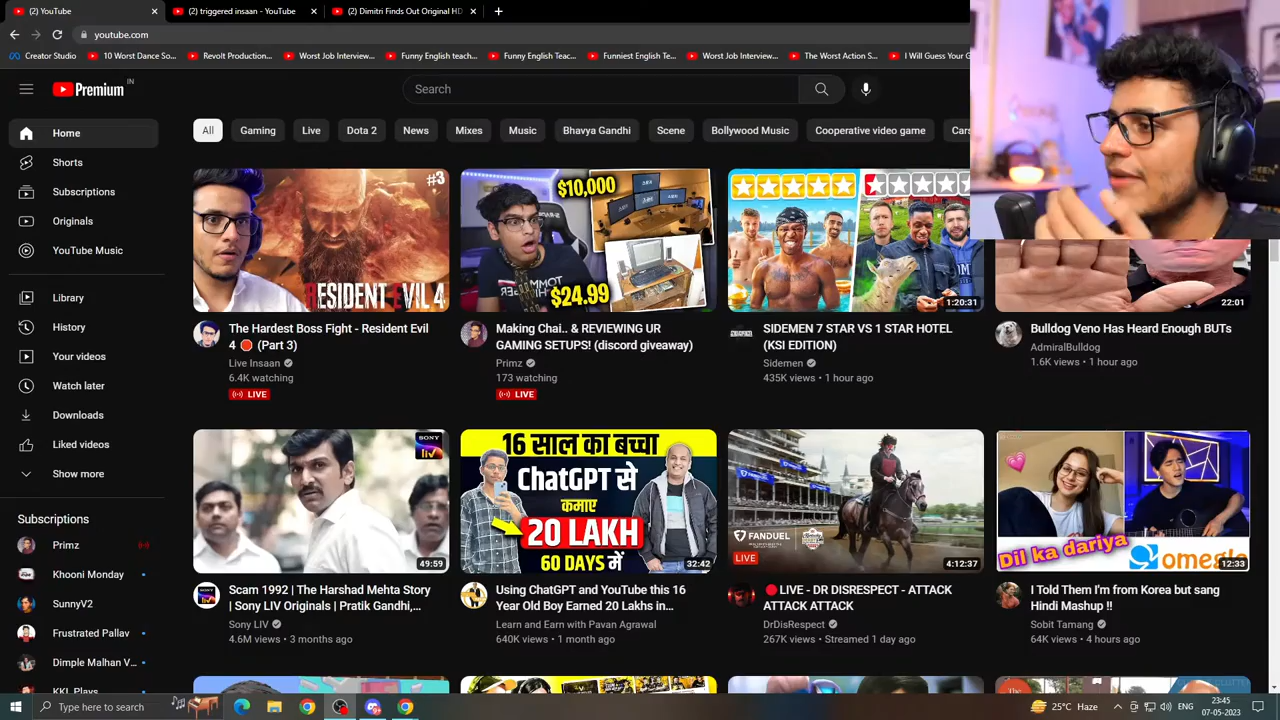 (2) YouTube
(2) triggered insaan - YouTube
(2) Dimitri Finds Out Original HD
youtube.com
Creator Studio
10 Worst Dance So...
Revolt Production...
Worst Job Interview...
Funny English teach...
Funny English Teac...
Funniest English Te...
Worst Job Interview...
The Worst Action S...
I Will Guess Your G
Premium IN
Search
Home
Shorts
Subscriptions
Originals
YouTube Music
Library
History
Your videos
Watch later
Downloads
Liked videos
Show more
Subscriptions
Primz
Khooni Monday
SunnyV2
Frustrated Pallav
Dimple Malhan V...
KKL Plays
All
Gaming
Live
Dota 2
News
Mixes
Music
Bhavya Gandhi
Scene
Bollywood Music
Cooperative video game
Cars
#3
RESIDENT EVIL 4
The Hardest Boss Fight - Resident Evil
4 (Part 3)
Live Insaan
6.4K watching
LIVE
$10,000
$24.99
Making Chai.. & REVIEWING UR
GAMING SETUPS! (discord giveaway)
Primz
173 watching
LIVE
1:20:31
SIDEMEN 7 STAR VS 1 STAR HOTEL
(KSI EDITION)
Sidemen
435K views • 1 hour ago
22:01
Bulldog Veno Has Heard Enough BUTs
AdmiralBulldog
1.6K views • 1 hour ago
SONY
liv
49:59
Scam 1992 | The Harshad Mehta Story
| Sony LIV Originals | Pratik Gandhi,...
Sony LIV
4.6M views • 3 months ago
16 साल का बच्चा
ChatGPT से
कमाए
20 LAKH
60 DAYS में
32:42
Using ChatGPT and YouTube this 16
Year Old Boy Earned 20 Lakhs in...
Learn and Earn with Pavan Agrawal
640K views • 1 month ago
FANDUEL
LIVE
4:12:37
LIVE - DR DISRESPECT - ATTACK
ATTACK ATTACK
DrDisRespect
267K views • Streamed 1 day ago
Dil ka dariya
omegle
12:33
I Told Them I'm from Korea but sang
Hindi Mashup !!
Sobit Tamang
64K views • 4 hours ago
Type here to search
25°C Haze
ENG
23:45
07-05-2023